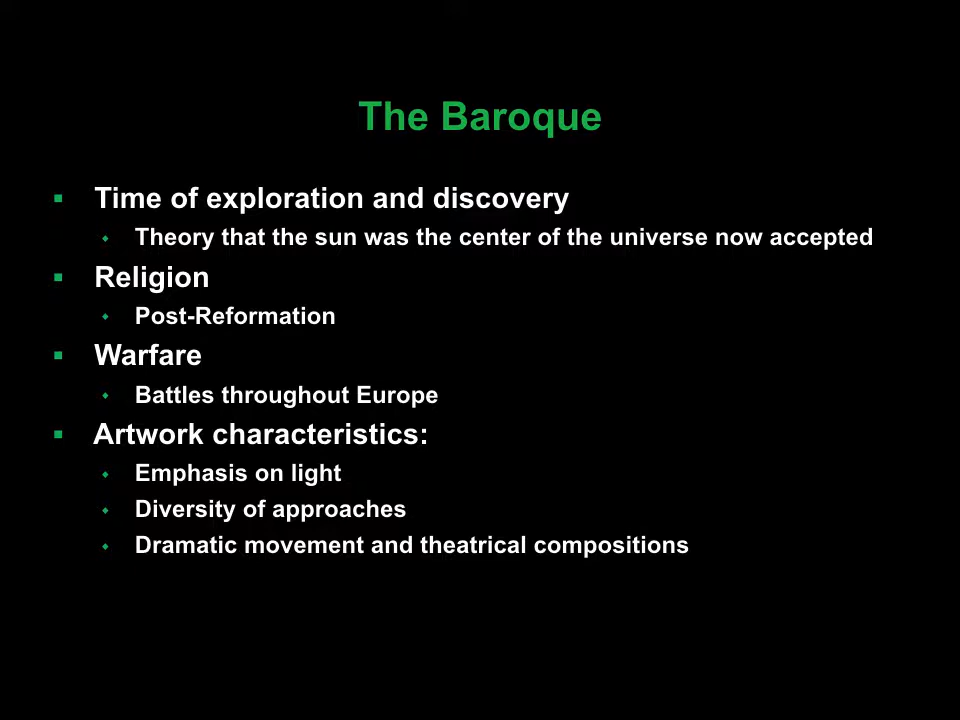 The Baroque
▪ Time of exploration and discovery
⬩ Theory that the sun was the center of the universe now accepted
▪ Religion
⬩ Post-Reformation
▪ Warfare
⬩ Battles throughout Europe
▪ Artwork characteristics:
⬩ Emphasis on light
⬩ Diversity of approaches
⬩ Dramatic movement and theatrical compositions